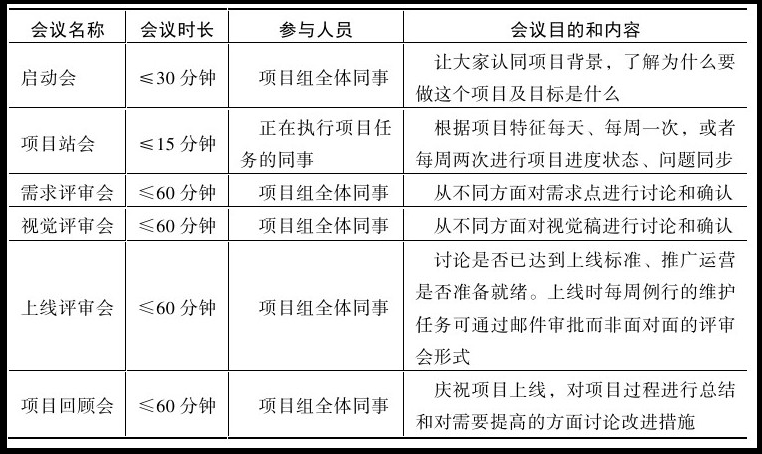 会议名称 会议时长 参与人员 会议目的和内容
启动会 ≤30分钟 项目组全体同事 让大家认同项目背景，了解为什么要
做这个项目及目标是什么
项目站会 ≤15分钟 正在执行项目任 根据项目特征每天、每周一次，或者
务的同事 每周两次进行项目进度状态、问题同步
需求评审会 ≤60分钟 项目组全体同事 从不同方面对需求点进行讨论和确认
视觉评审会 ≤60分钟 项目组全体同事 从不同方面对视觉稿进行讨论和确认
上线评审会 ≤60分钟 项目组全体同事 讨论是否已达到上线标准、推广运营
是否准备就绪。上线时每周例行的维护
任务可通过邮件审批而非面对面的评审
会形式
项目回顾会 ≤60分钟 项目组全体同事 庆祝项目上线，对项目过程进行总结
和对需要提高的方面讨论改进措施